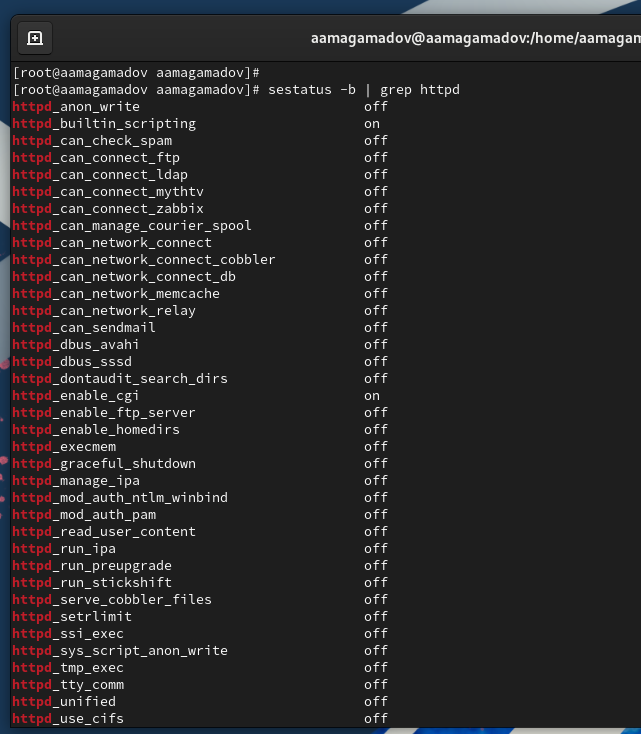 aamagamadov@aamagamadov:/home/aamagam
[root@aamagamadov aamagamadov]#
[root@aamagamadov aamagamadov]# sestatus -b | grep httpd
httpd_anon_write off
httpd_builtin_scripting on
httpd_can_check_spam off
httpd_can_connect_ftp off
httpd_can_connect_ldap off
httpd_can_connect_mythtv off
httpd_can_connect_zabbix off
httpd_can_manage_courier_spool off
httpd_can_network_connect off
httpd_can_network_connect_cobbler off
httpd_can_network_connect_db off
httpd_can_network_memcache off
httpd_can_network_relay off
httpd_can_sendmail off
httpd_dbus_avahi off
httpd_dbus_sssd off
httpd_dontaudit_search_dirs off
httpd_enable_cgi on
httpd_enable_ftp_server off
httpd_enable_homedirs off
httpd_execmem off
httpd_graceful_shutdown off
httpd_manage_ipa off
httpd_mod_auth_ntlm_winbind off
httpd_mod_auth_pam off
httpd_read_user_content off
httpd_run_ipa off
httpd_run_preupgrade off
httpd_run_stickshift off
httpd_serve_cobbler_files off
httpd_setrlimit off
httpd_ssi_exec off
httpd_sys_script_anon_write off
httpd_tmp_exec off
httpd_tty_comm off
httpd_unified off
httpd_use_cifs off